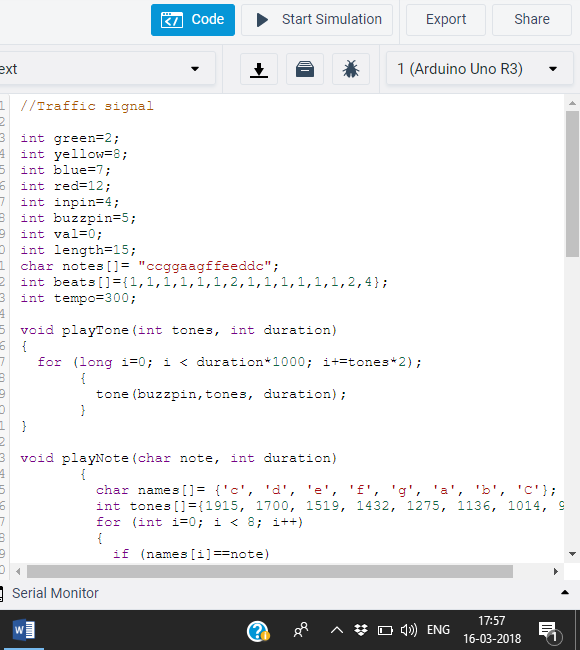 Code
Start Simulation
Export
Share
ext
1 (Arduino Uno R3)
//Traffic signal
int green=2;
int yellow=8;
int blue=7;
int red=12;
int inpin=4;
int buzzpin=5;
int val=0;
int length=15;
char notes[]= "ccggaagffeeddc";
int beats[]={1,1,1,1,1,1,2,1,1,1,1,1,1,2,4};
int tempo=300;
void playTone(int tones, int duration)
{
for (long i=0; i < duration*1000; i+=tones*2);
{
tone(buzzpin,tones, duration);
}
}
void playNote(char note, int duration)
{
char names[]= {'c', 'd', 'e', 'f', 'g', 'a', 'b', 'C'};
int tones[]={1915, 1700, 1519, 1432, 1275, 1136, 1014, 9
for (int i=0; i < 8; i++)
{
if (names[i]==note)
Serial Monitor
W
?
ENG
17:57
16-03-2018
1